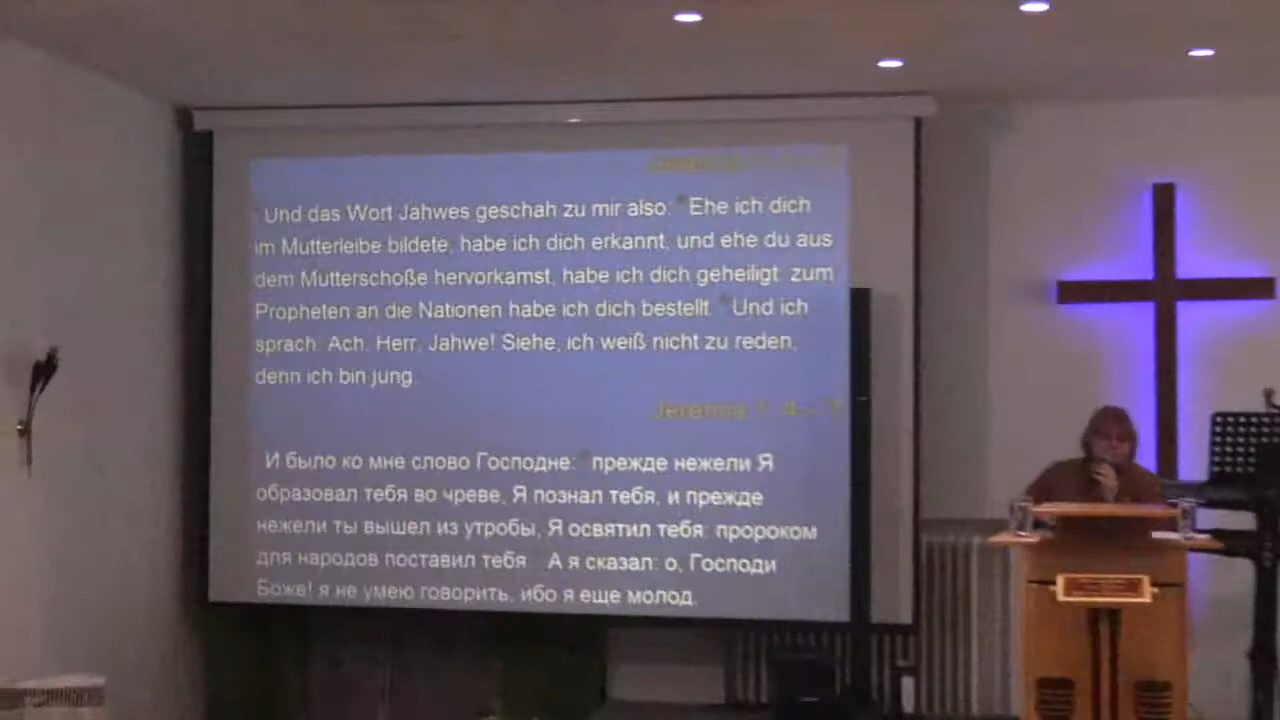 Und das Wort Jahwes geschah zu mir also: Ehe ich dich
im Mutterleibe bildete, habe ich dich erkannt, und ehe du aus
dem Mutterschoße hervorkamst, habe ich dich geheiligt: zum
Propheten an die Nationen habe ich dich bestellt. Und ich
sprach: Ach, Herr, Jahwe! Siehe, ich weiß nicht zu reden,
denn ich bin jung.
Jeremia 1, 4 –
И было ко мне слово Господне: прежде нежели Я
образовал тебя во чреве, Я познал тебя, и прежде
нежели ты вышел из утробы, Я освятил тебя: пророком
для народов поставил тебя. А я сказал: о, Господи
Боже! я не умею говорить, ибо я еще молод.